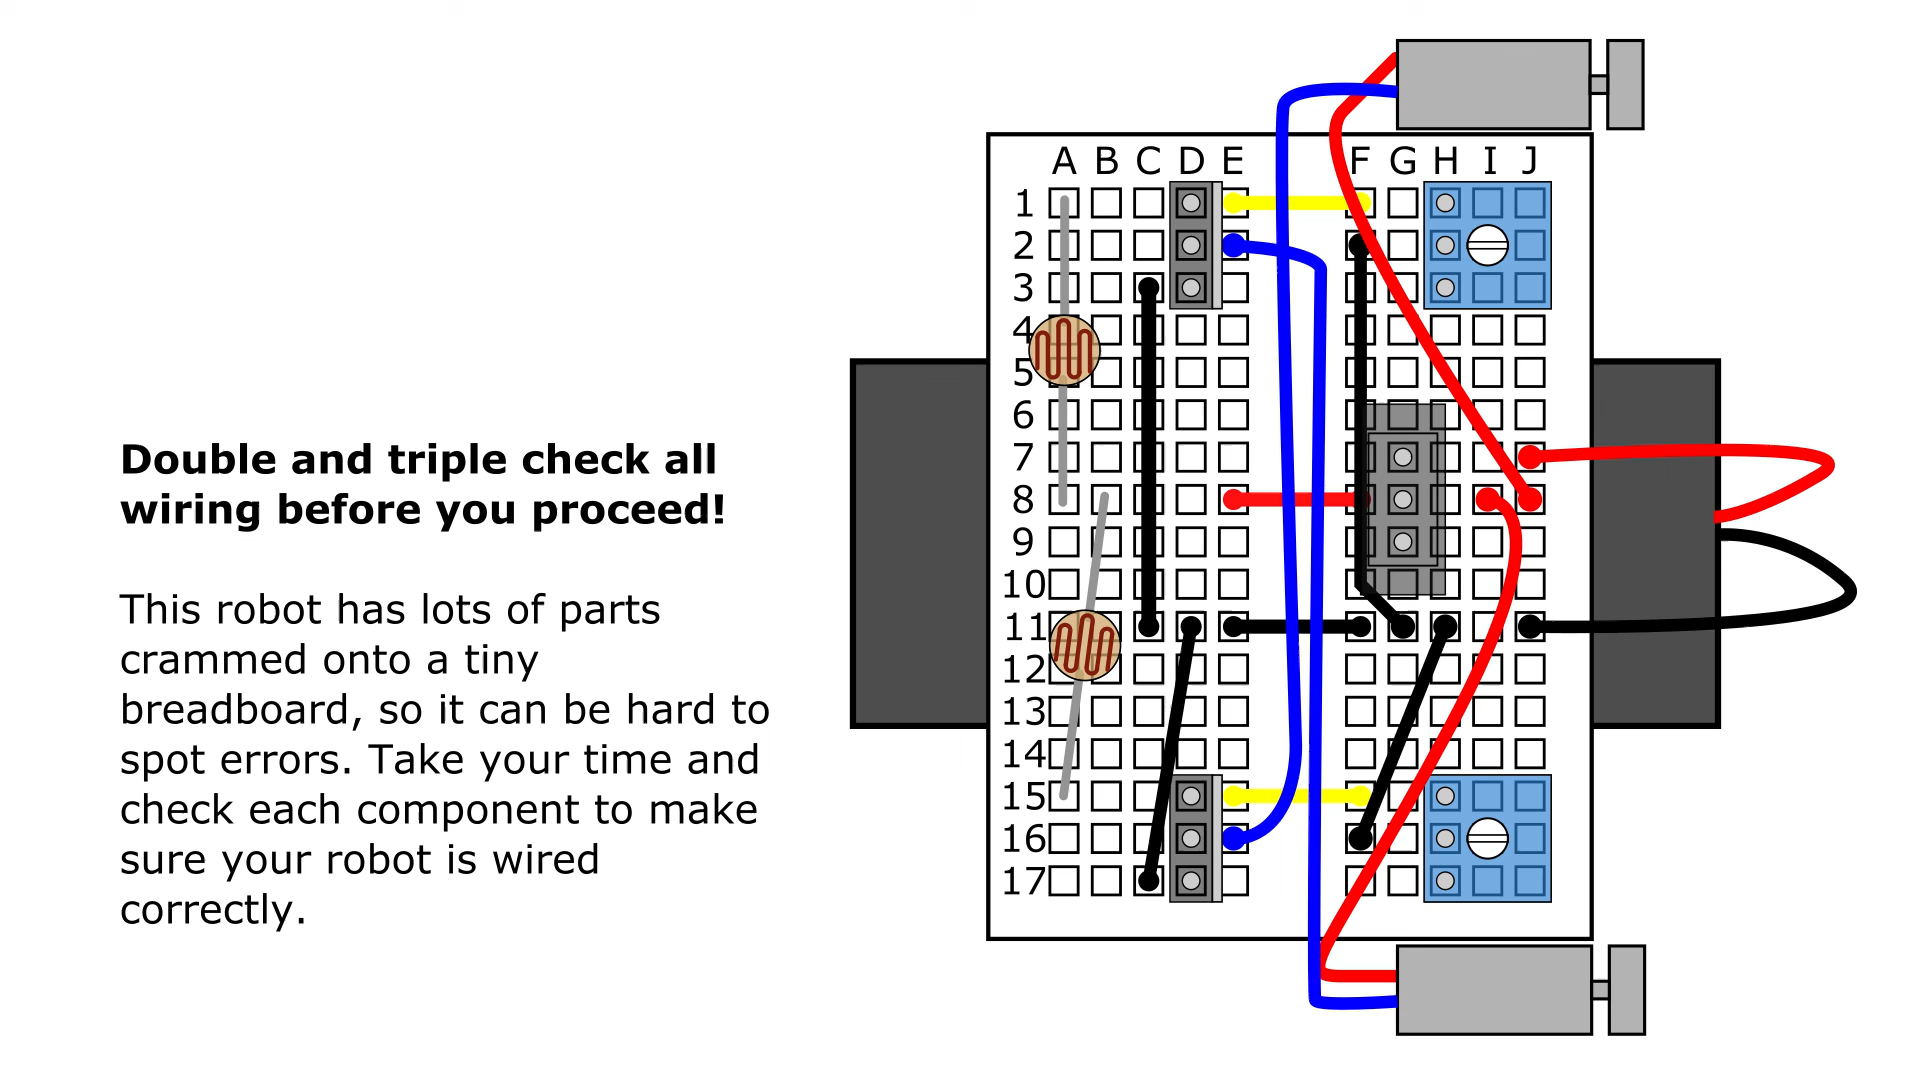 Double and triple check all
wiring before you proceed!
This robot has lots of parts
crammed onto a tiny
breadboard, so it can be hard to
spot errors. Take your time and
check each component to make
sure your robot is wired
correctly.
A B C D E F G H I J
1
2
3
4
5
6
7
8
9
10
11
12
13
14
15
16
17